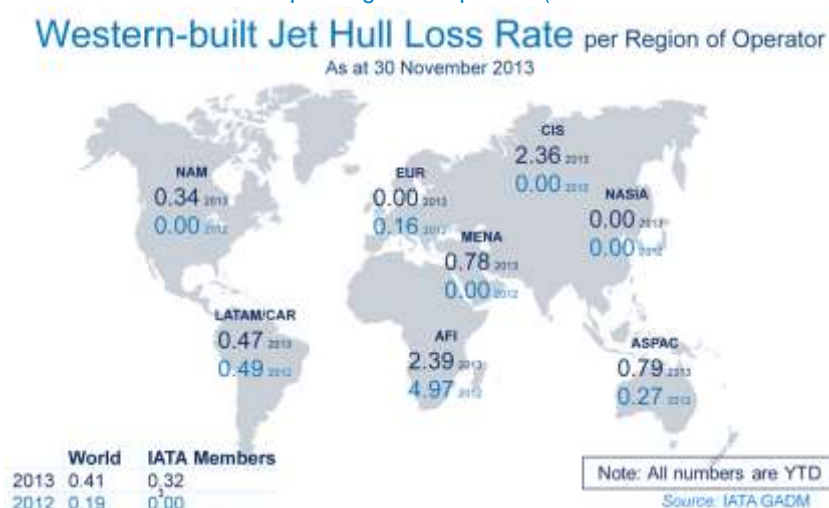 Western-built Jet Hull Loss Rate per Region of Operator
As at 30 November 2013
CIS
2.36 2013
0.00 2012
NAM
0.34 2013
0.00 2012
EUR
0.00 2013
0.16 2012
NASIA
0.00 2013
0.00 2012
MENA
0.78 2013
0.00 2012
LATAM/CAR
0.47 2013
0.49 2012
AFI
2.39 2013
4.97 2012
ASPAC
0.79 2013
0.27 2012
World IATA Members
2013 0.41 0.32
2012 0.19 0.00
1
Note: All numbers are YTD
Source: IATA GADM